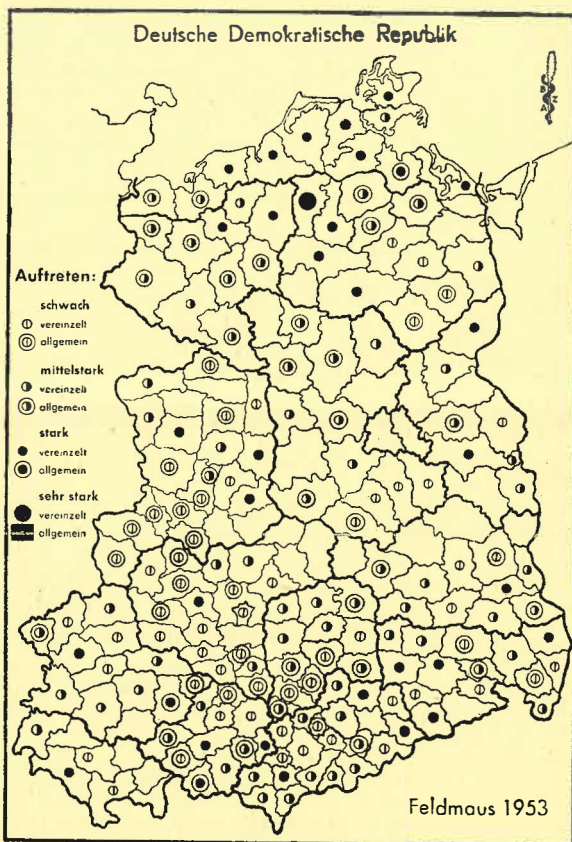 Deutsche Demokratische Republik
Auftreten:
schwach
vereinzelt
allgemein
mittelstark
vereinzelt
allgemein
stark
vereinzelt
allgemein
sehr stark
vereinzelt
allgemein
Feldmaus 1953